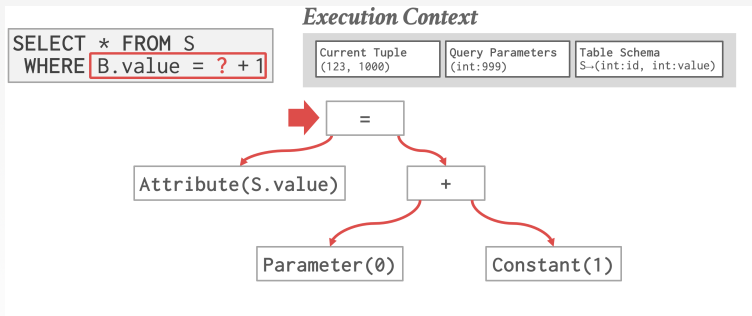 Execution Context
SELECT * FROM S
WHERE B.value = ? + 1
Current Tuple
(123, 1000)
Query Parameters
(int:999)
Table Schema
S→(int:id, int:value)
=
Attribute(S.value)
+
Parameter(0)
Constant(1)